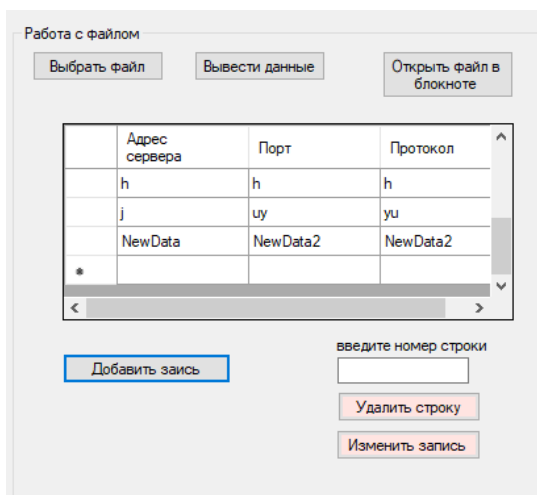 Работа с файлом
Выбрать файл
Вывести данные
Открыть файл в
блокноте
Адрес
сервера
Порт
Протокол
h h h
j uy yu
NewData NewData2 NewData2
введите номер строки
Добавить заись
Удалить строку
Изменить запись